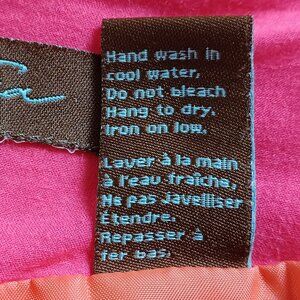 Hand wash in
cool water,
Do not bleach
Hang to dry.
Iron on low.
Laver à la main
à l'eau fraîche,
Ne pas Javelliser
Étendre.
Repasser à
fer bas.